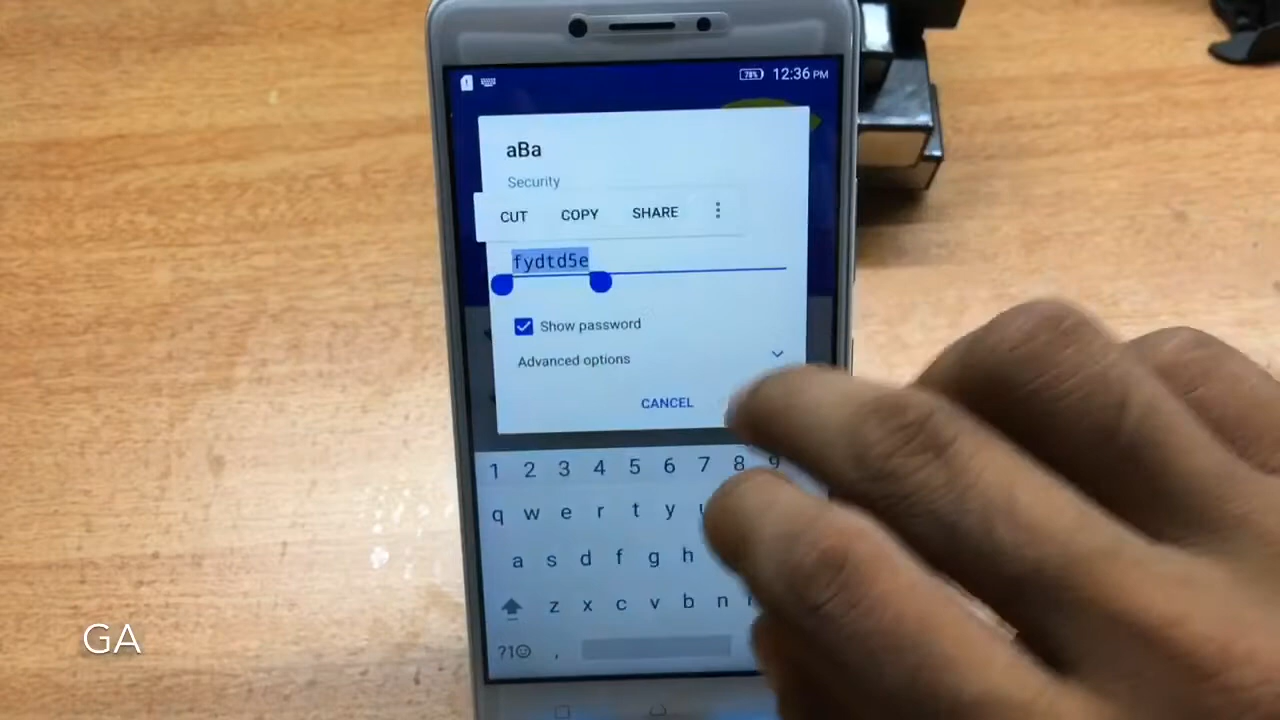 78% 12:36 PM
aBa
Security
CUT COPY SHARE
fydtd5e
Show password
Advanced options
CANCEL
1 2 3 4 5 6 7 8 9
q w e r t y
a s d f g h
z x c v b n
?1☺ ,
GA